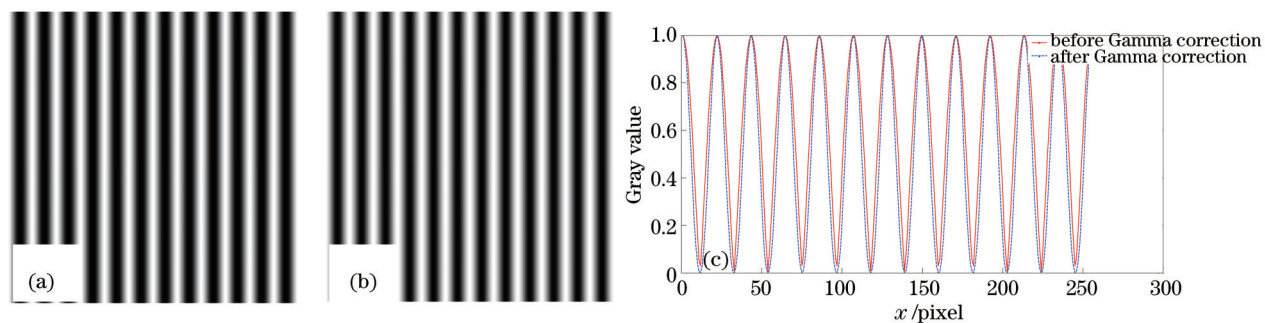 (a)
(b)
(c)
Gray value
1.0
0.8
0.6
0.4
0.2
0
0 50 100 150 200 250 300
x /pixel
before Gamma correction
after Gamma correction